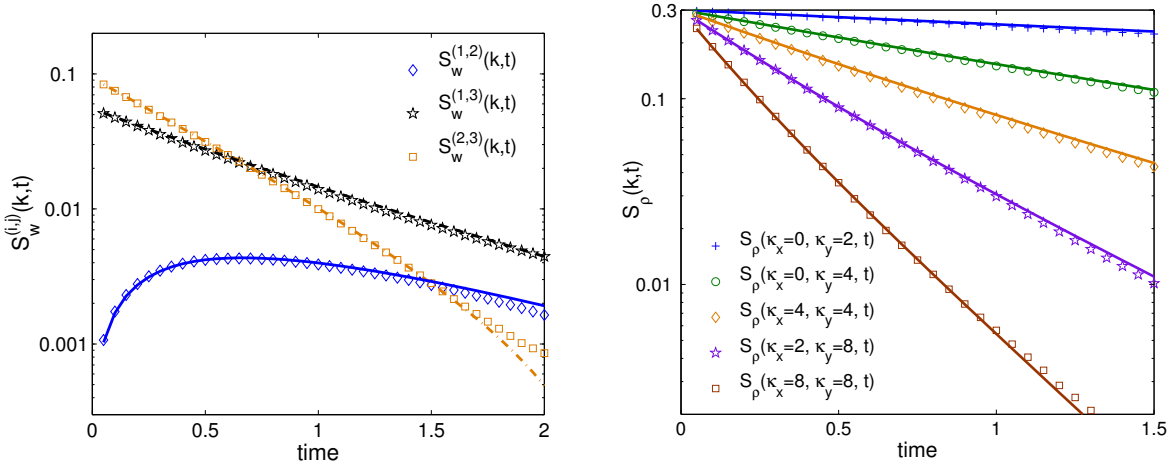 0.1
0.01
0.001
0
0.5
1
1.5
2
time
S_w^(i,j)(k,t)
S_w^(1,2)(k,t)
S_w^(1,3)(k,t)
S_w^(2,3)(k,t)
0.3
0.1
0.01
0
0.5
1
1.5
time
S_ρ(k,t)
S_ρ(κ_x=0, κ_y=2, t)
S_ρ(κ_x=0, κ_y=4, t)
S_ρ(κ_x=4, κ_y=4, t)
S_ρ(κ_x=2, κ_y=8, t)
S_ρ(κ_x=8, κ_y=8, t)